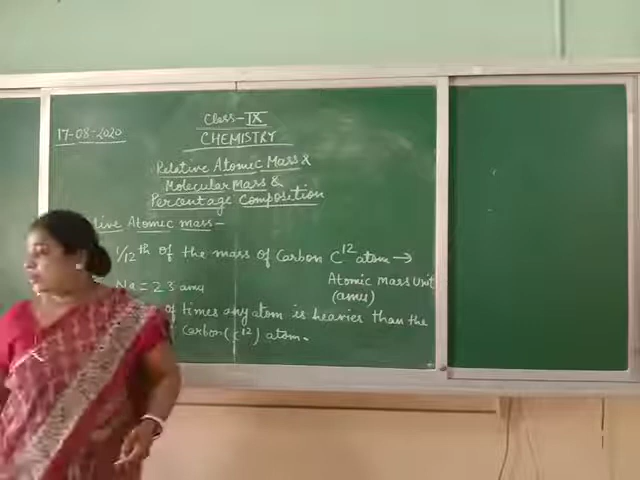 17-08-2020
Class-IX
CHEMISTRY
Relative Atomic Mass &
Molecular Mass &
Percentage Composition
tive Atomic mass-
1/12th of the mass of Carbon C12 atom →
Atomic Mass Unit
(amu)
Na = 23 amu
of times any atom is heavier than the
Carbon (C12) atom.